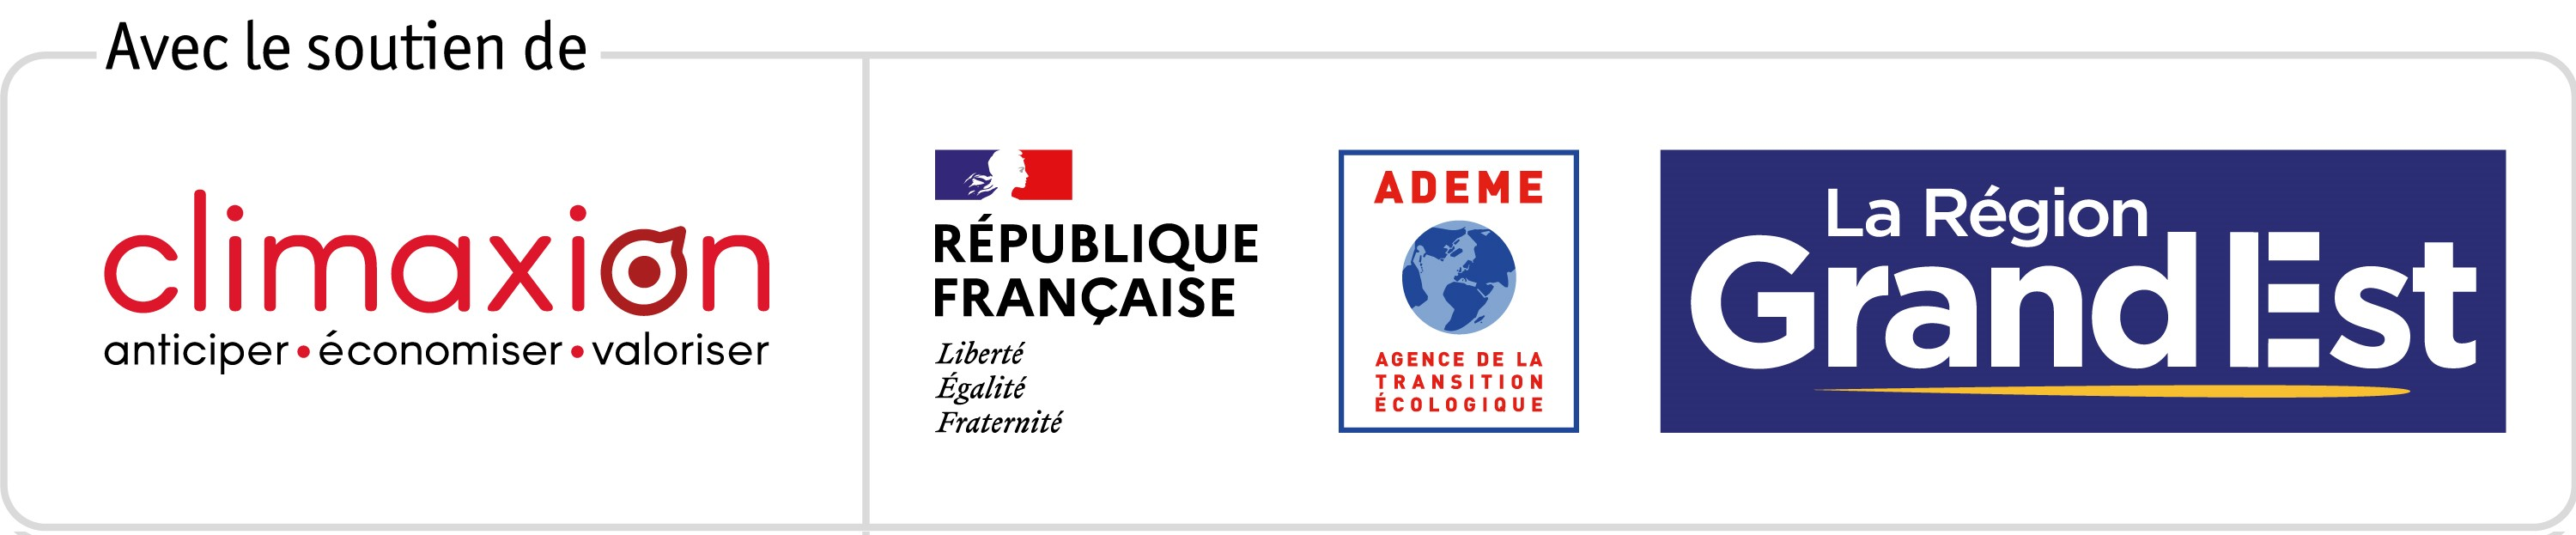 Avec le soutien de
climaxion
anticiper • économiser • valoriser
RÉPUBLIQUE
FRANÇAISE
Liberté
Égalité
Fraternité
ADEME
AGENCE DE LA
TRANSITION
ÉCOLOGIQUE
La Région
Grand Est